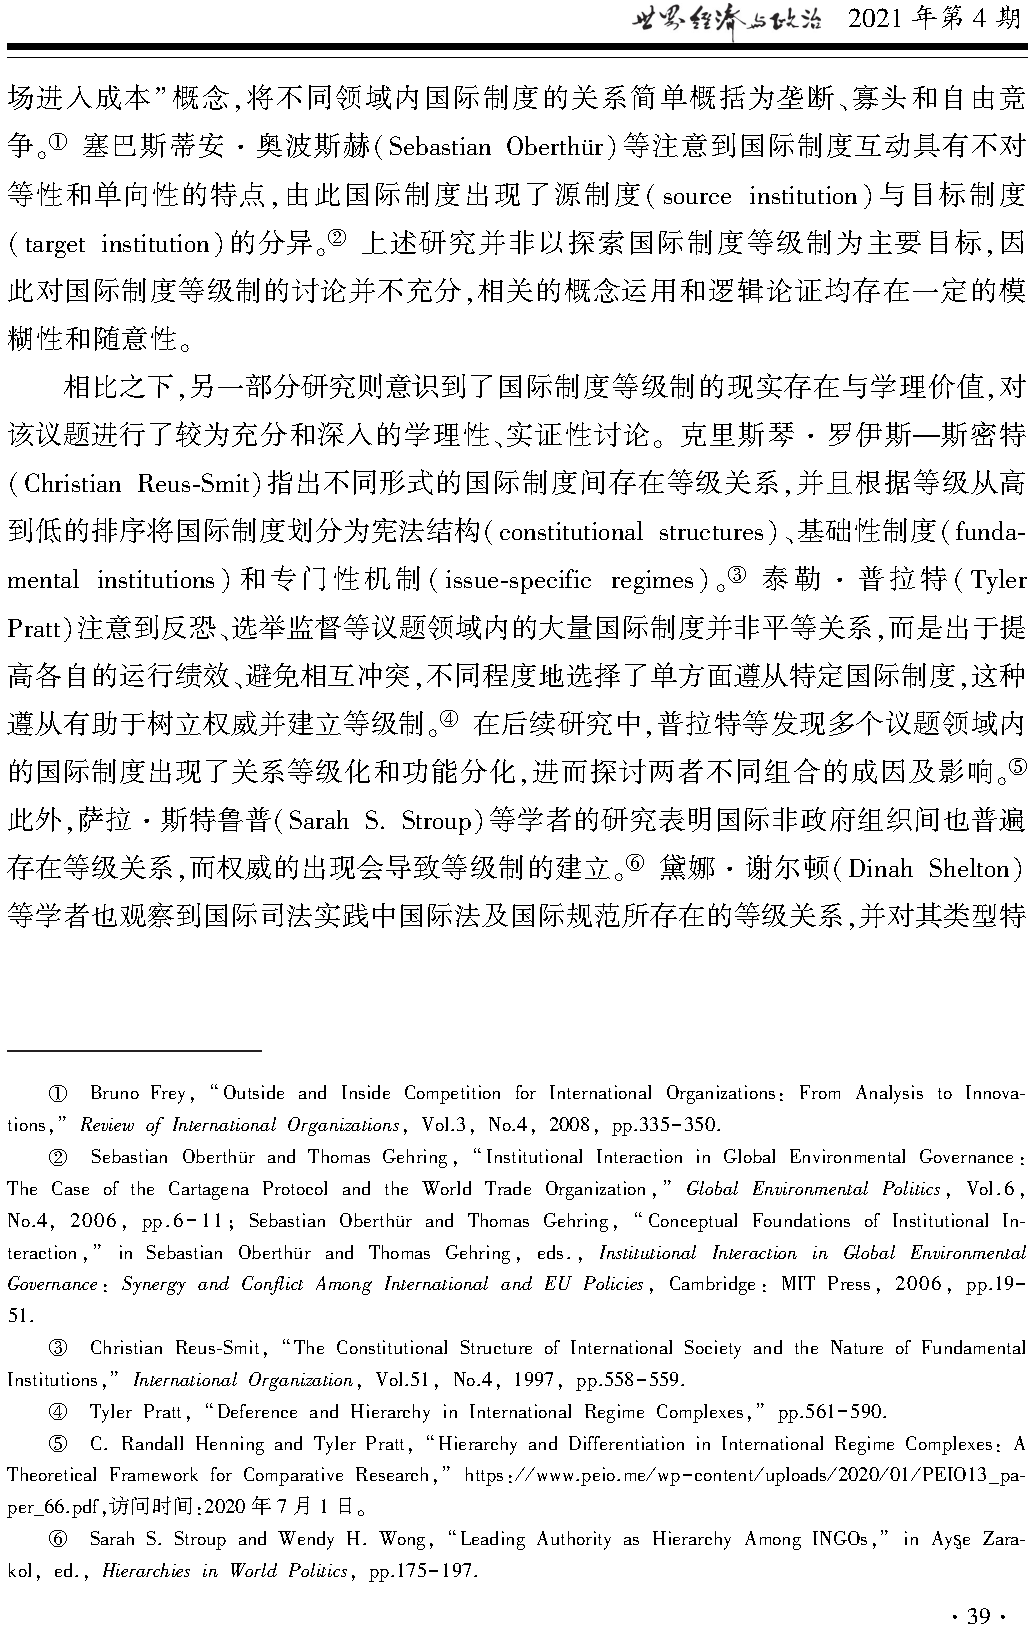 世界经济与政治 2021 年第 4 期
场进入成本”概念,将不同领域内国际制度的关系简单概括为垄断、寡头和自由竞
争。① 塞巴斯蒂安·奥波斯赫(Sebastian Oberthür)等注意到国际制度互动具有不对
等性和单向性的特点,由此国际制度出现了源制度(source institution)与目标制度
(target institution)的分异。② 上述研究并非以探索国际制度等级制为主要目标,因
此对国际制度等级制的讨论并不充分,相关的概念运用和逻辑论证均存在一定的模
糊性和随意性。
相比之下,另一部分研究则意识到了国际制度等级制的现实存在与学理价值,对
该议题进行了较为充分和深入的学理性、实证性讨论。克里斯琴·罗伊斯—斯密特
(Christian Reus-Smit)指出不同形式的国际制度间存在等级关系,并且根据等级从高
到低的排序将国际制度划分为宪法结构(constitutional structures)、基础性制度(funda-
mental institutions)和专门性机制(issue-specific regimes)。③ 泰勒·普拉特(Tyler
Pratt)注意到反恐、选举监督等议题领域内的大量国际制度并非平等关系,而是出于提
高各自的运行绩效、避免相互冲突,不同程度地选择了单方面遵从特定国际制度,这种
遵从有助于树立权威并建立等级制。④ 在后续研究中,普拉特等发现多个议题领域内
的国际制度出现了关系等级化和功能分化,进而探讨两者不同组合的成因及影响。⑤
此外,萨拉·斯特鲁普(Sarah S. Stroup)等学者的研究表明国际非政府组织间也普遍
存在等级关系,而权威的出现会导致等级制的建立。⑥ 黛娜·谢尔顿(Dinah Shelton)
等学者也观察到国际司法实践中国际法及国际规范所存在的等级关系,并对其类型特
① Bruno Frey, “Outside and Inside Competition for International Organizations: From Analysis to Innova-
tions,” Review of International Organizations, Vol.3, No.4, 2008, pp.335-350.
② Sebastian Oberthür and Thomas Gehring, “Institutional Interaction in Global Environmental Governance:
The Case of the Cartagena Protocol and the World Trade Organization,” Global Environmental Politics, Vol.6,
No.4, 2006, pp.6-11; Sebastian Oberthür and Thomas Gehring, “Conceptual Foundations of Institutional In-
teraction,” in Sebastian Oberthür and Thomas Gehring, eds., Institutional Interaction in Global Environmental
Governance: Synergy and Conflict Among International and EU Policies, Cambridge: MIT Press, 2006, pp.19-
51.
③ Christian Reus-Smit, “The Constitutional Structure of International Society and the Nature of Fundamental
Institutions,” International Organization, Vol.51, No.4, 1997, pp.558-559.
④ Tyler Pratt, “Deference and Hierarchy in International Regime Complexes,” pp.561-590.
⑤ C. Randall Henning and Tyler Pratt, “Hierarchy and Differentiation in International Regime Complexes: A
Theoretical Framework for Comparative Research,” https://www.peio.me/wp-content/uploads/2020/01/PEIO13_pa-
per_66.pdf,访问时间:2020 年 7 月 1 日。
⑥ Sarah S. Stroup and Wendy H. Wong, “Leading Authority as Hierarchy Among INGOs,” in Ayşe Zara-
kol, ed., Hierarchies in World Politics, pp.175-197.
· 39 ·